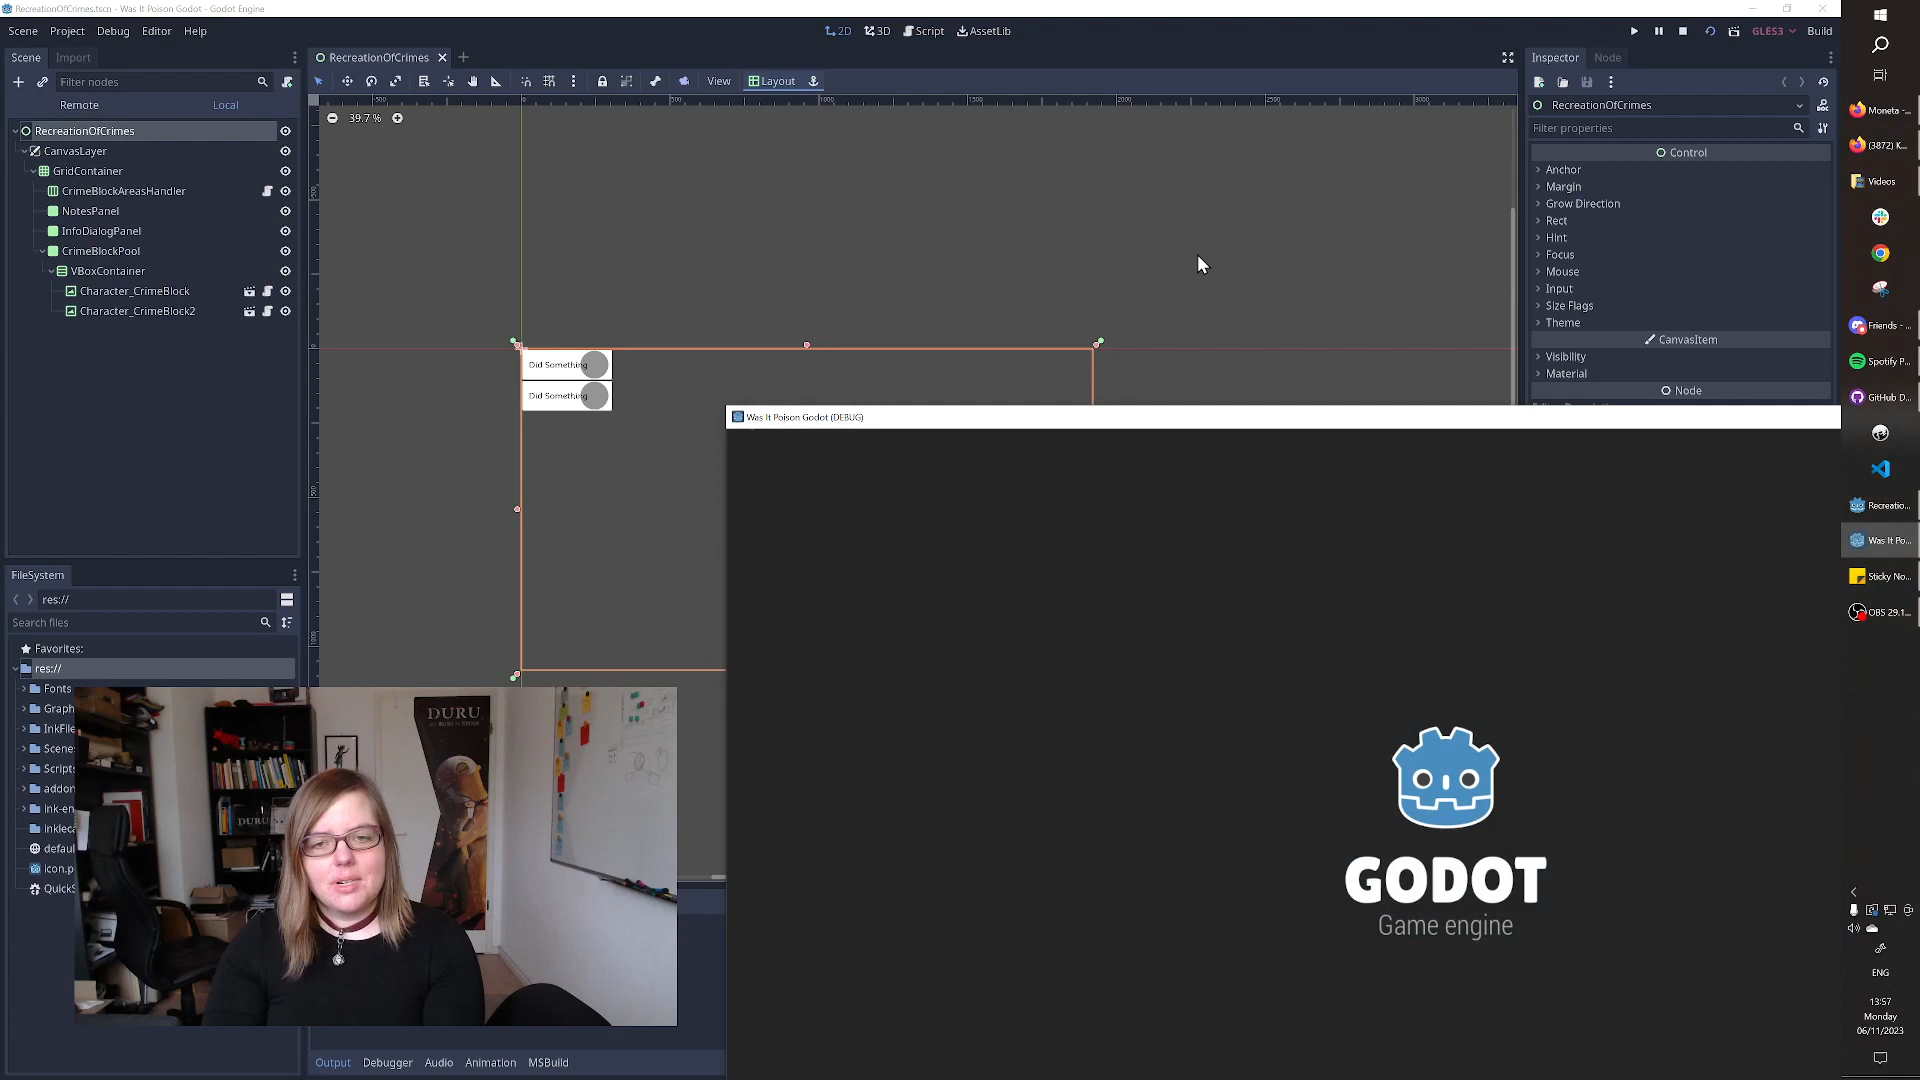 RecreationOfCrimes.tscn - Was It Poison Godot - Godot Engine
Scene Project Debug Editor Help
2D 3D Script AssetLib
GLES3 Build
Scene Import
RecreationOfCrimes
Inspector Node
Filter nodes
View Layout
Remote Local
RecreationOfCrimes
39.7 %
Filter properties
RecreationOfCrimes
CanvasLayer
GridContainer
CrimeBlockAreasHandler
NotesPanel
InfoDialogPanel
CrimeBlockPool
VBoxContainer
Character_CrimeBlock
Character_CrimeBlock2
Did Something
Did Something
Control
Anchor
Margin
Grow Direction
Rect
Hint
Focus
Mouse
Input
Size Flags
Theme
CanvasItem
Visibility
Material
Node
Was It Poison Godot (DEBUG)
GODOT
Game engine
FileSystem
res://
Search files
Favorites:
res://
Fonts
Graph
InkFile
Scene
Scripts
addon
ink-en
inkleca
defaul
icon.p
QuickS
DURU
DURU
Output Debugger Audio Animation MSBuild
Moneta -...
(3872) K...
Videos
Friends - ...
Spotify P...
GitHub D...
Recreatio...
Was It Po...
Sticky No...
OBS 29.1...
ENG
13:57
Monday
06/11/2023